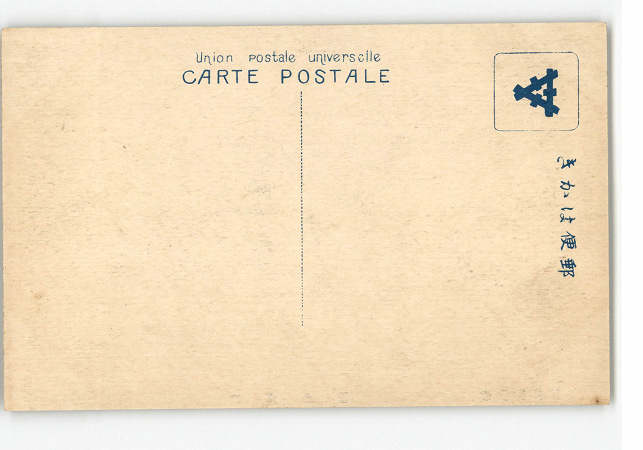 Union postale universclle
CARTE POSTALE
きかは便郵